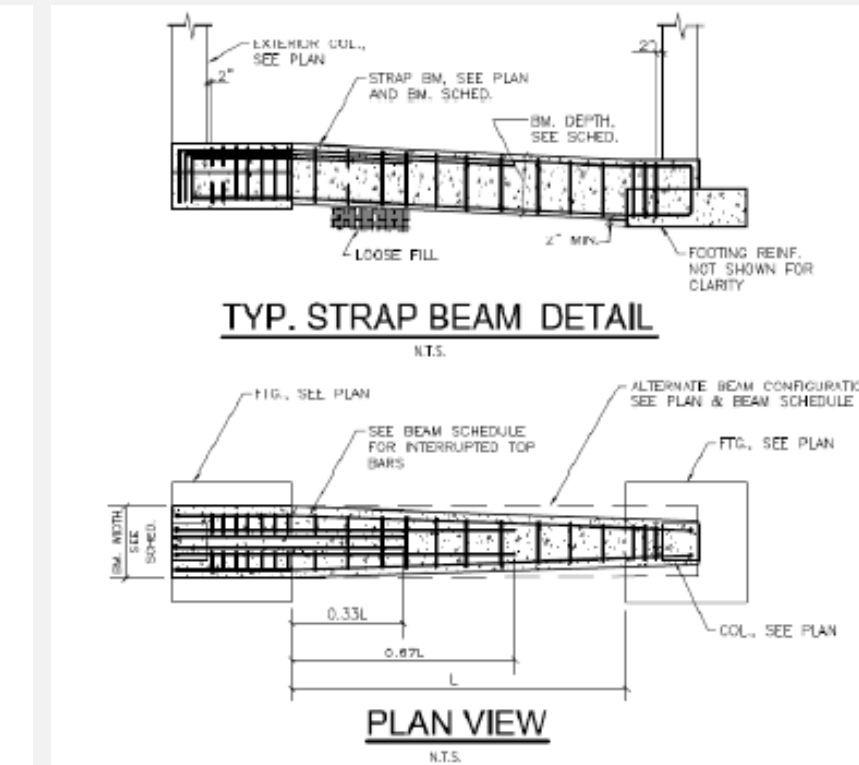 EXTERIOR COL.,
SEE PLAN
2"
2"
STRAP BM, SEE PLAN
AND BM. SCHED.
BM. DEPTH,
SEE SCHED.
2" MIN.
LOOSE FILL
FOOTING REINF.
NOT SHOWN FOR
CLARITY
TYP. STRAP BEAM DETAIL
N.T.S.
FTG., SEE PLAN
ALTERNATE BEAM CONFIGURATIO
SEE PLAN & BEAM SCHEDULE
SEE BEAM SCHEDULE
FOR INTERRUPTED TOP
BARS
FTG., SEE PLAN
BM. WIDTH
SEE
SCHED.
0.33L
0.67L
L
COL., SEE PLAN
PLAN VIEW
N.T.S.